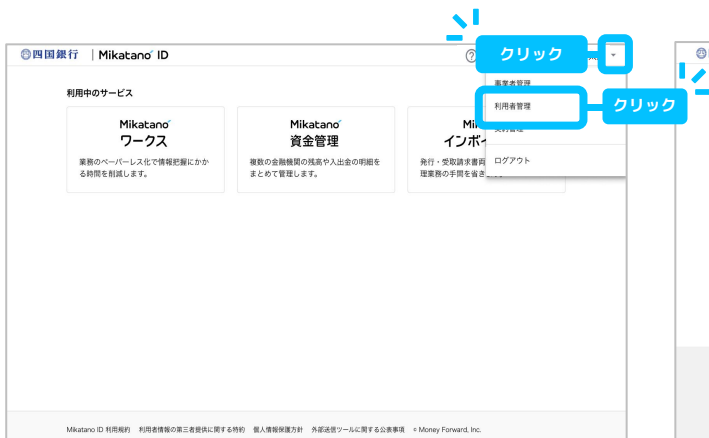 四国銀行 | Mikatano ID
クリック
事業者管理
利用者管理
クリック
ログアウト
利用中のサービス
Mikatano
ワークス
業務のペーパーレス化で情報把握にかか
る時間を削減します。
Mikatano
資金管理
複数の金融機関の残高や入出金の明細を
まとめて管理します。
Mi
インボイ
発行・受取請求書両
理業務の手間を省き
Mikatano ID 利用規約 利用者情報の第三者提供に関する特約 個人情報保護方針 外部送信ツールに関する公表事項 © Money Forward, Inc.